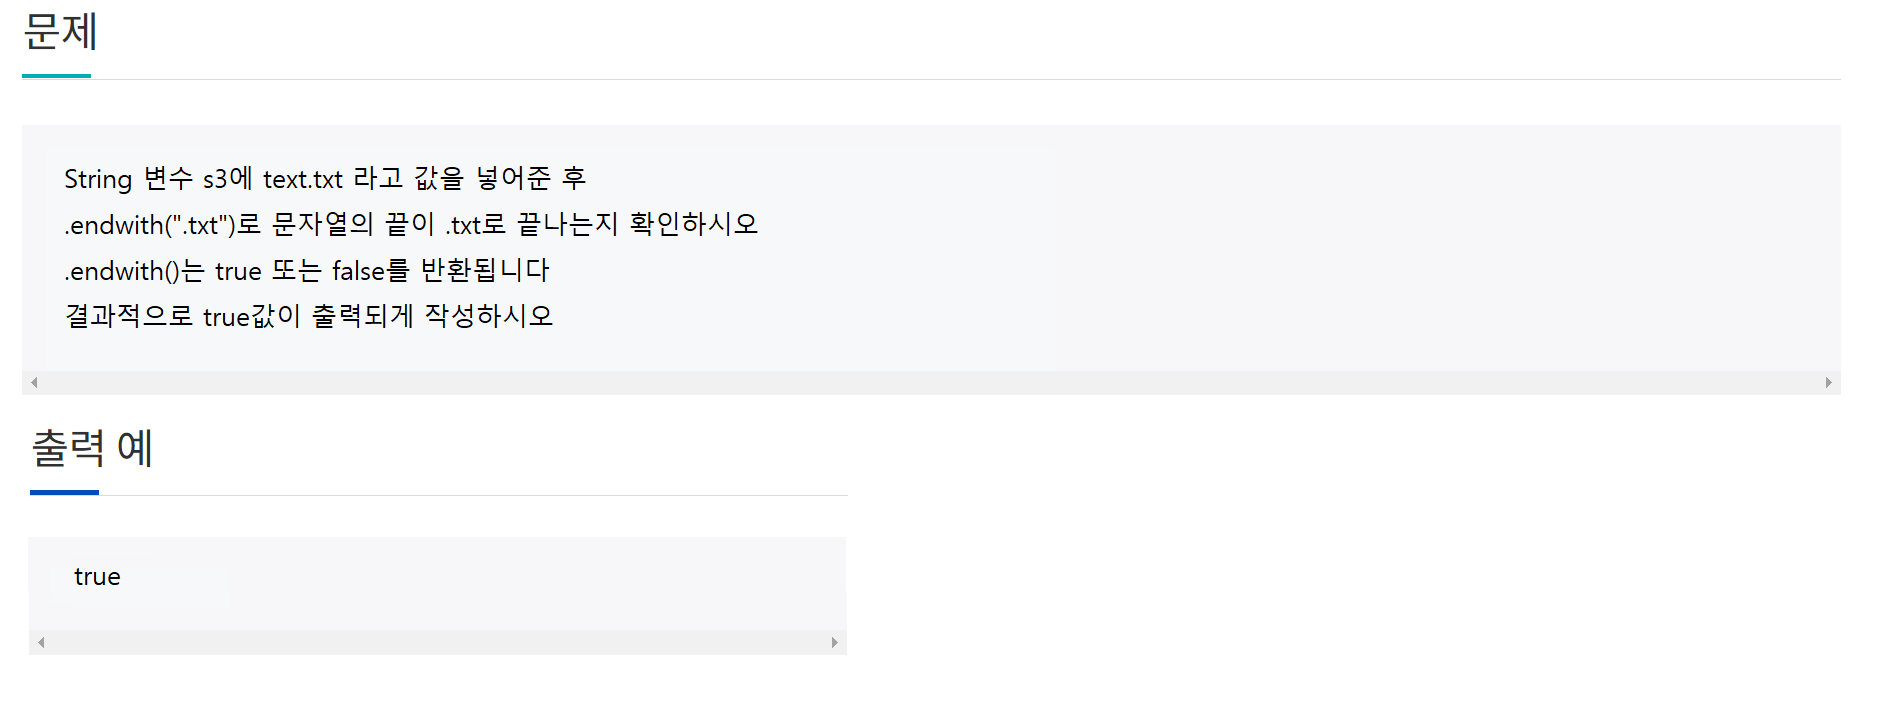 문제
String 변수 s3에 text.txt 라고 값을 넣어준 후
.endwith(".txt")로 문자열의 끝이 .txt로 끝나는지 확인하시오
.endwith()는 true 또는 false를 반환됩니다
결과적으로 true값이 출력되게 작성하시오
출력 예
true